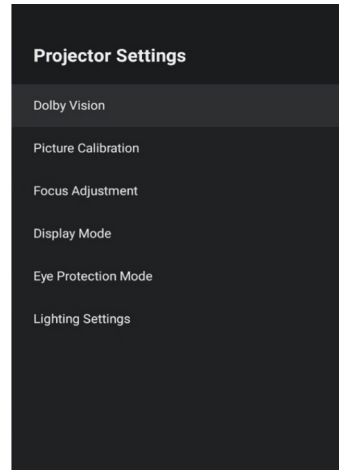 Projector Settings
Dolby Vision
Picture Calibration
Focus Adjustment
Display Mode
Eye Protection Mode
Lighting Settings